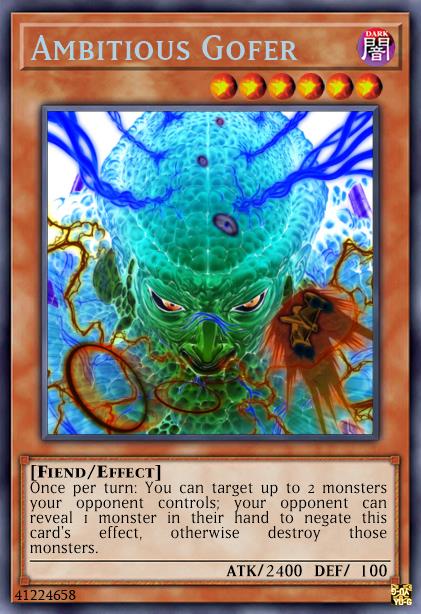 Ambitious Gofer
DARK
闇
[Fiend/Effect]
Once per turn: You can target up to 2 monsters
your opponent controls; your opponent can
reveal 1 monster in their hand to negate this
card's effect, otherwise destroy those
monsters.
ATK/2400 DEF/ 100
41224658